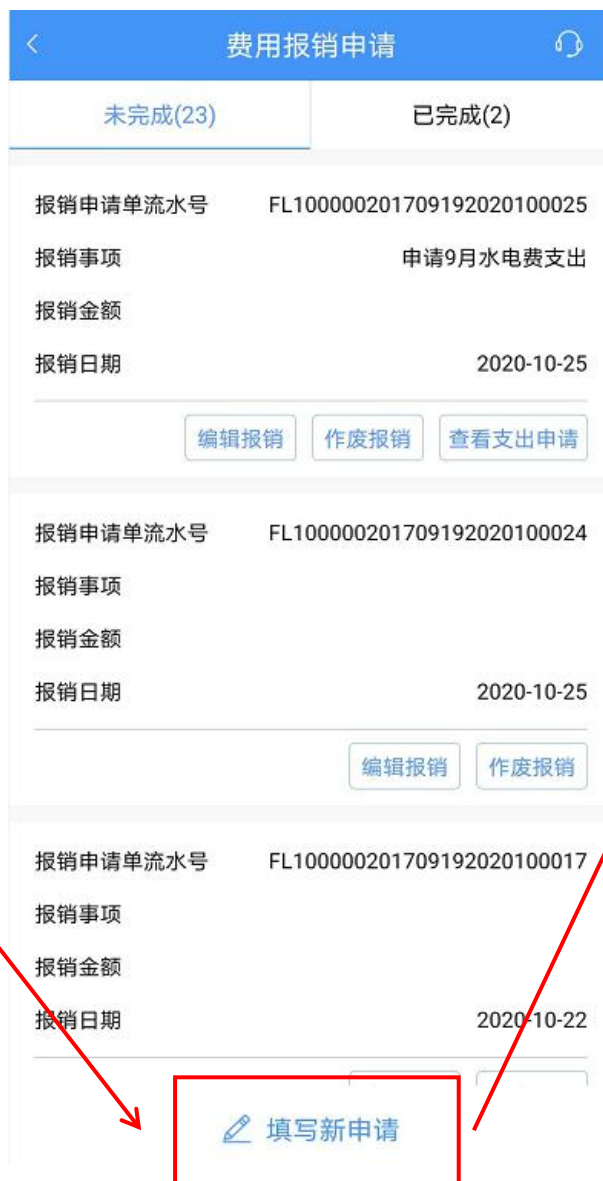 费用报销申请
未完成(23) 已完成(2)
报销申请单流水号 FL100000201709192020100025
报销事项 申请9月水电费支出
报销金额
报销日期 2020-10-25
编辑报销 作废报销 查看支出申请
报销申请单流水号 FL100000201709192020100024
报销事项
报销金额
报销日期 2020-10-25
编辑报销 作废报销
报销申请单流水号 FL100000201709192020100017
报销事项
报销金额
报销日期 2020-10-22
填写新申请